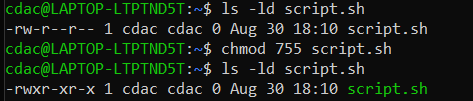 cdac@LAPTOP-LTPTND5T:~$ ls -ld script.sh
-rw-r--r-- 1 cdac cdac 0 Aug 30 18:10 script.sh
cdac@LAPTOP-LTPTND5T:~$ chmod 755 script.sh
cdac@LAPTOP-LTPTND5T:~$ ls -ld script.sh
-rwxr-xr-x 1 cdac cdac 0 Aug 30 18:10 script.sh